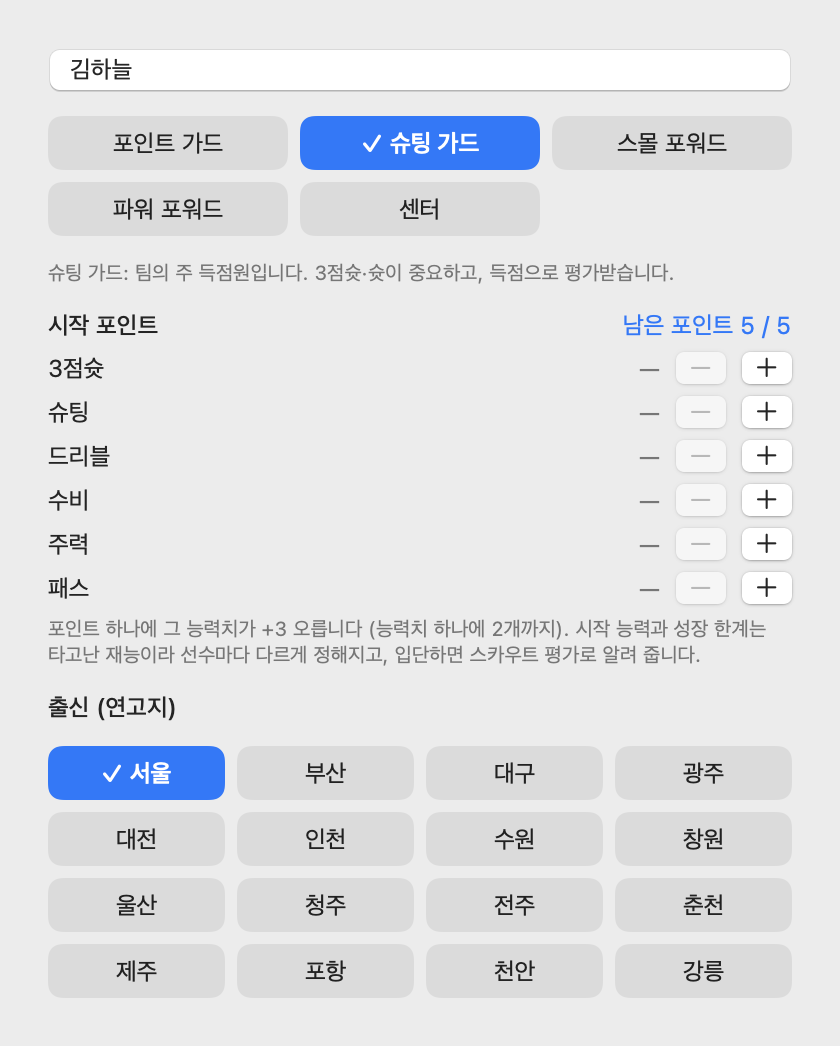 김하늘
포인트 가드 ✓ 슈팅 가드 스몰 포워드
파워 포워드 센터
슈팅 가드: 팀의 주 득점원입니다. 3점슛·슛이 중요하고, 득점으로 평가받습니다.
시작 포인트 남은 포인트 5 / 5
3점슛 — — +
슈팅 — — +
드리블 — — +
수비 — — +
주력 — — +
패스 — — +
포인트 하나에 그 능력치가 +3 오릅니다 (능력치 하나에 2개까지). 시작 능력과 성장 한계는
타고난 재능이라 선수마다 다르게 정해지고, 입단하면 스카우트 평가로 알려 줍니다.
출신 (연고지)
✓ 서울 부산 대구 광주
대전 인천 수원 창원
울산 청주 전주 춘천
제주 포항 천안 강릉